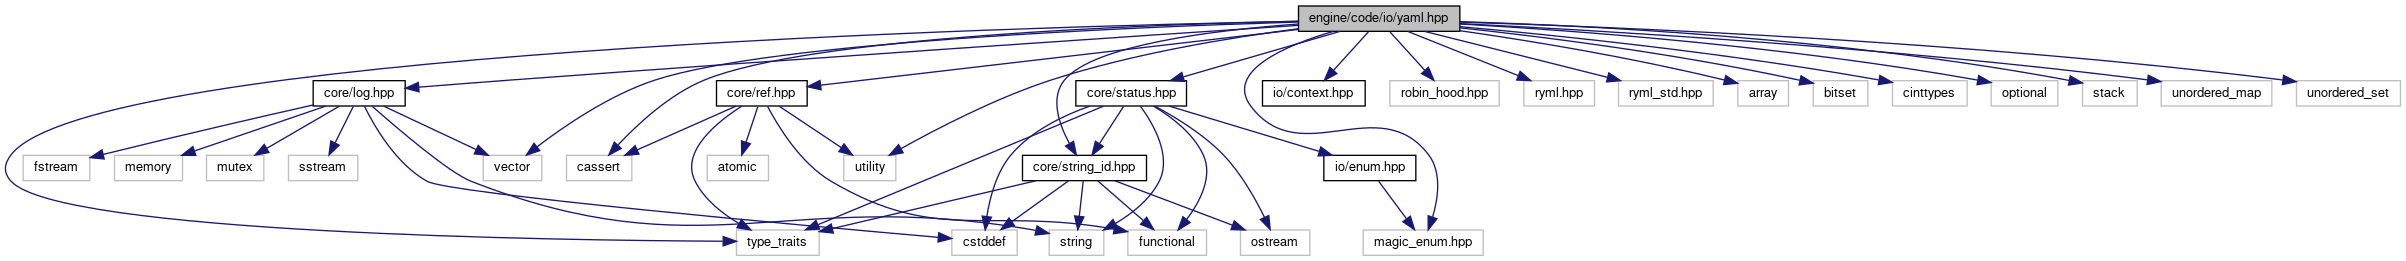 engine/code/io/yaml.hpp
core/log.hpp
core/ref.hpp
core/status.hpp
io/context.hpp
robin_hood.hpp
ryml.hpp
ryml_std.hpp
array
bitset
cinttypes
optional
stack
unordered_map
unordered_set
fstream
memory
mutex
sstream
vector
cassert
atomic
utility
core/string_id.hpp
io/enum.hpp
type_traits
cstddef
string
functional
ostream
magic_enum.hpp